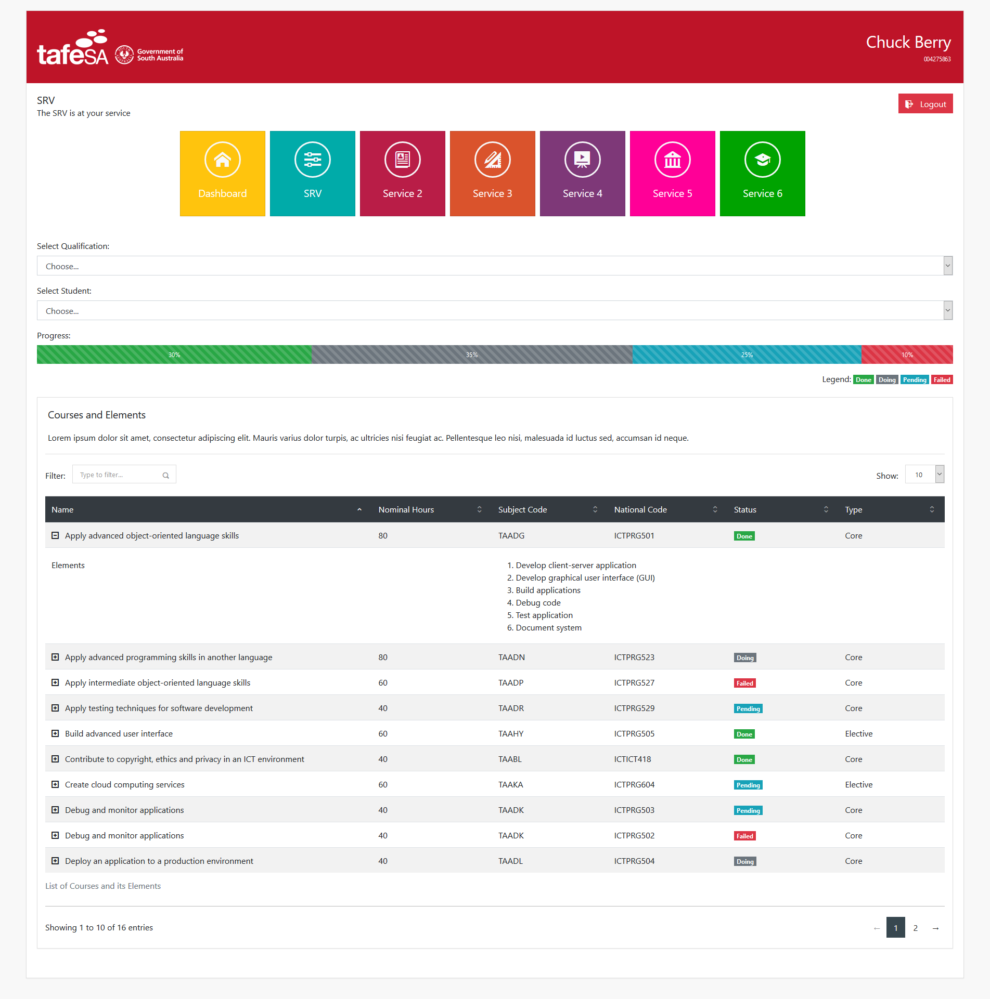 tafeSA Government of South Australia
Chuck Berry
004275863
SRV
The SRV is at your service
Logout
Dashboard SRV Service 2 Service 3 Service 4 Service 5 Service 6
Select Qualification:
Choose...
Select Student:
Choose...
Progress:
30% 35% 25% 10%
Legend: Done Doing Pending Failed
Courses and Elements
Lorem ipsum dolor sit amet, consectetur adipiscing elit. Mauris varius dolor turpis, ac ultricies nisi feugiat ac. Pellentesque leo nisi, malesuada id luctus sed, accumsan id neque.
Filter: Type to filter... Show: 10
Name Nominal Hours Subject Code National Code Status Type
Apply advanced object-oriented language skills 80 TAADG ICTPRG501 Done Core
Elements
1. Develop client-server application
2. Develop graphical user interface (GUI)
3. Build applications
4. Debug code
5. Test application
6. Document system
Apply advanced programming skills in another language 80 TAADN ICTPRG523 Doing Core
Apply intermediate object-oriented language skills 60 TAADP ICTPRG527 Failed Core
Apply testing techniques for software development 40 TAADR ICTPRG529 Pending Core
Build advanced user interface 60 TAAHY ICTPRG505 Done Elective
Contribute to copyright, ethics and privacy in an ICT environment 40 TAABL ICTICT418 Done Core
Create cloud computing services 60 TAAKA ICTPRG604 Pending Elective
Debug and monitor applications 40 TAADK ICTPRG503 Pending Core
Debug and monitor applications 40 TAADK ICTPRG502 Failed Core
Deploy an application to a production environment 40 TAADL ICTPRG504 Doing Core
List of Courses and its Elements
Showing 1 to 10 of 16 entries
← 1 2 →